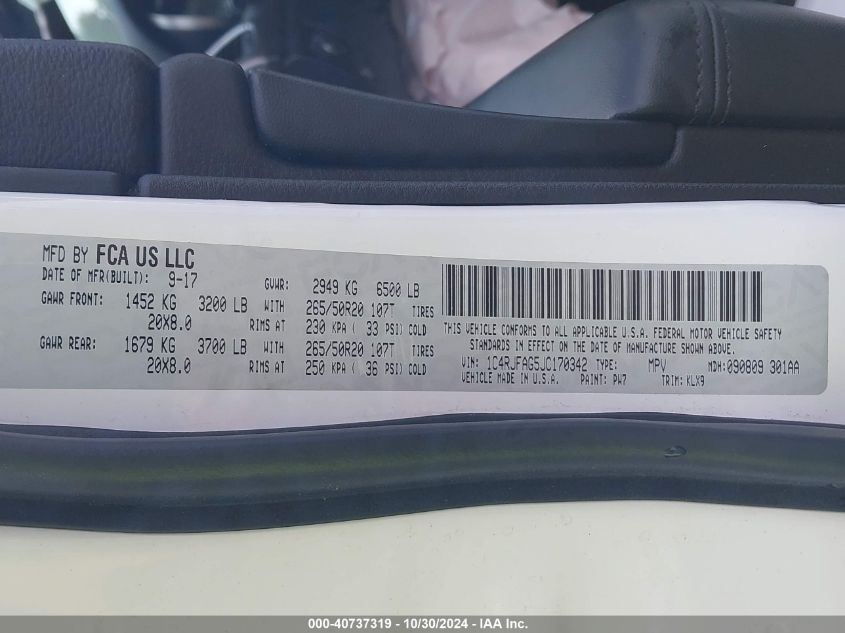 MFD BY FCA US LLC
DATE OF MFR(BUILT): 9-17 GVWR: 2949 KG 6500 LB
GAWR FRONT: 1452 KG 3200 LB WITH 265/50R20 107T TIRES
20X8.0 RIMS AT 230 KPA ( 33 PSI) COLD
GAWR REAR: 1679 KG 3700 LB WITH 265/50R20 107T TIRES
20X8.0 RIMS AT 250 KPA ( 36 PSI) COLD
THIS VEHICLE CONFORMS TO ALL APPLICABLE U.S.A. FEDERAL MOTOR VEHICLE SAFETY
STANDARDS IN EFFECT ON THE DATE OF MANUFACTURE SHOWN ABOVE.
VIN: 1C4RJFAG5JC170342 TYPE: MPV MDH:090809 301AA
VEHICLE MADE IN U.S.A. PAINT: PW7 TRIM: KLX9
000-40737319 - 10/30/2024 - IAA Inc.